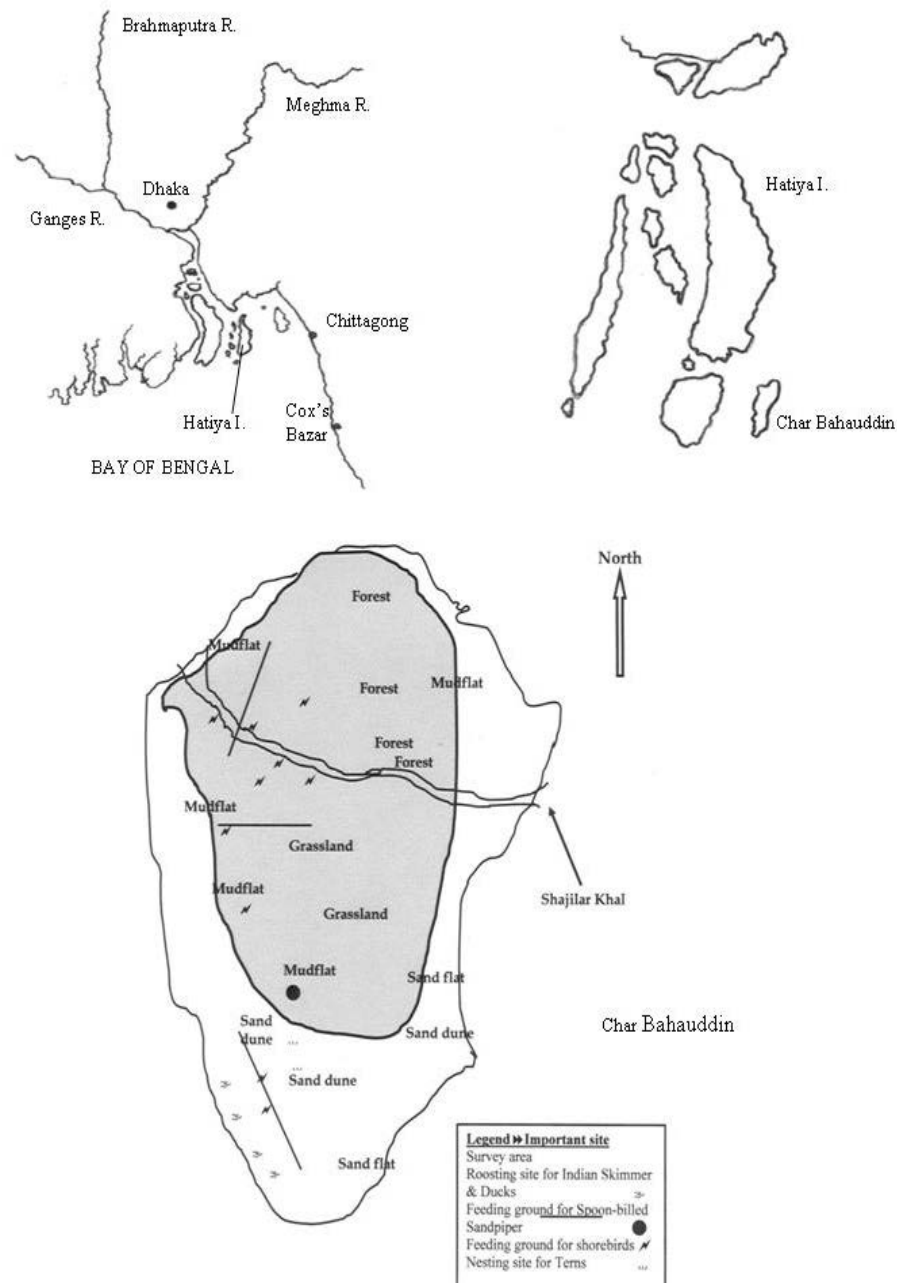 Brahmaputra R.
Meghma R.
Dhaka
Ganges R.
Hatiya I.
Chittagong
Hatiya I.
Cox's
Bazar
Char Bahauddin
BAY OF BENGAL
North
Forest
Mudflat
Forest
Mudflat
Forest
Forest
Mudflat
Grassland
Mudflat
Shajilar Khal
Grassland
Mudflat
Sand flat
Sand
dune
Sand dune
Char Bahauddin
Sand dune
Sand flat
Legend Important site
Survey area
Roosting site for Indian Skimmer
& Ducks
Feeding ground for Spoon-billed
Sandpiper
Feeding ground for shorebirds
Nesting site for Terns